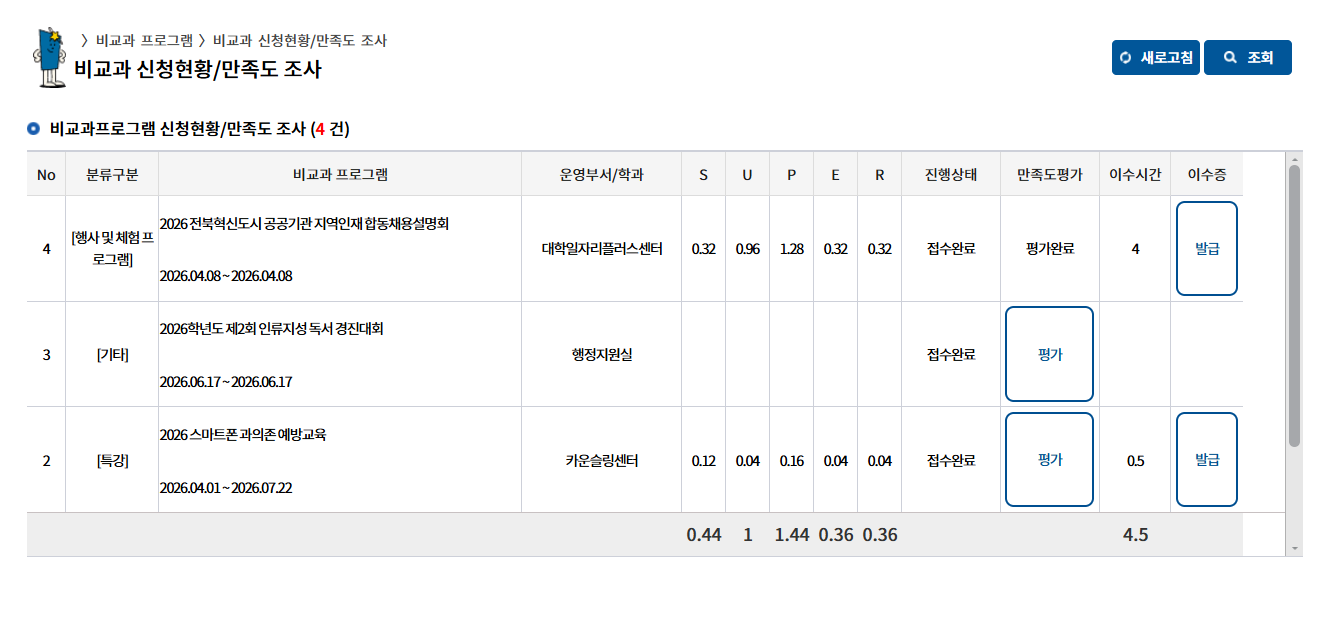 〉 비교과 프로그램 〉 비교과 신청현황/만족도 조사
비교과 신청현황/만족도 조사
새로고침 조회
비교과프로그램 신청현황/만족도 조사 (4 건)
No 분류구분 비교과 프로그램 운영부서/학과 S U P E R 진행상태 만족도평가 이수시간 이수증
2026 전북혁신도시 공공기관 지역인재 합동채용설명회
4 [행사 및 체험 프 대학일자리플러스센터 0.32 0.96 1.28 0.32 0.32 접수완료 평가완료 4 발급
로그램]
2026.04.08 ~ 2026.04.08
2026학년도 제2회 인류지성 독서 경진대회
3 [기타] 행정지원실 접수완료 평가
2026.06.17 ~ 2026.06.17
2026 스마트폰 과의존 예방교육
2 [특강] 카운슬링센터 0.12 0.04 0.16 0.04 0.04 접수완료 평가 0.5 발급
2026.04.01 ~ 2026.07.22
0.44 1 1.44 0.36 0.36 4.5